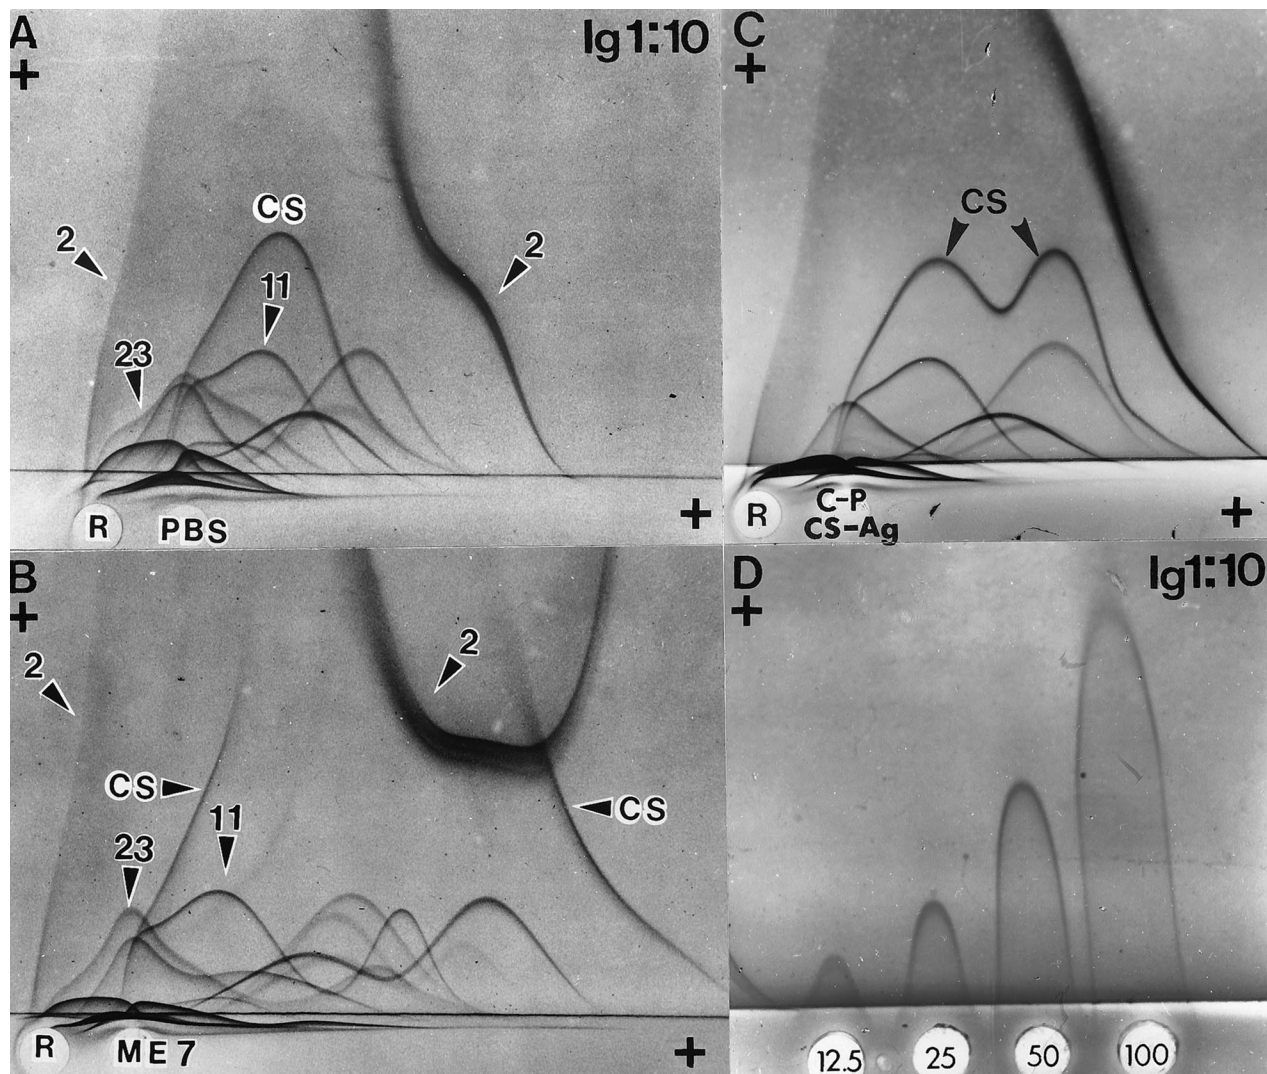 A
+
Ig1:10
CS
2
2
11
23
R
PBS
+
C
+
CS
R
C-P
CS-Ag
+
B
+
2
2
CS
CS
11
23
R
ME7
+
D
+
Ig1:10
12.5
25
50
100